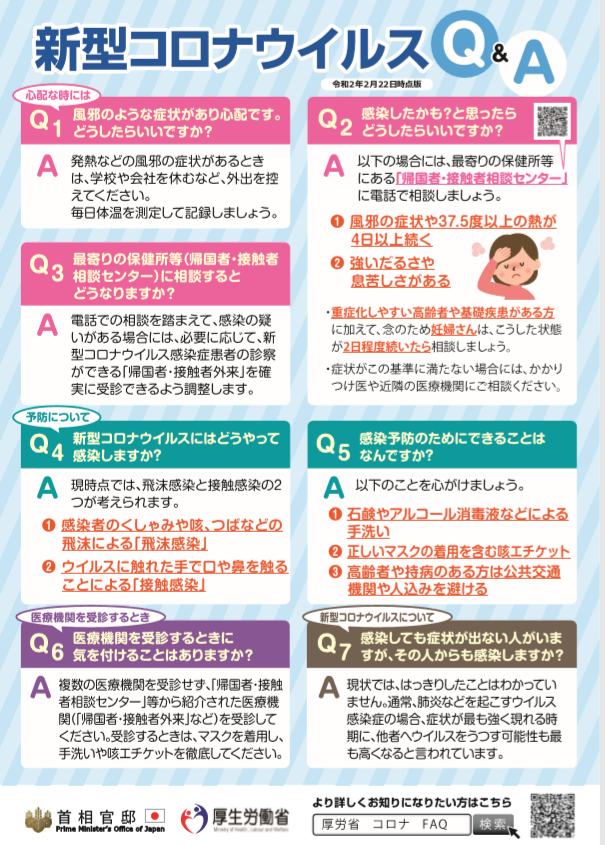 新型コロナウイルスQ&A
令和2年2月22日時点版
心配な時には
Q1 風邪のような症状があり心配です。
どうしたらいいですか?
A 発熱などの風邪の症状があるとき
は、学校や会社を休むなど、外出を控
えてください。
毎日体温を測定して記録しましょう。
Q2 感染したかも?と思ったら
どうしたらいいですか?
A 以下の場合には、最寄りの保健所等
にある「帰国者・接触者相談センター」
に電話で相談しましょう。
❶ 風邪の症状や37.5度以上の熱が
4日以上続く
❷ 強いだるさや
息苦しさがある
・重症化しやすい高齢者や基礎疾患がある方
に加えて、念のため妊婦さんは、こうした状態
が2日程度続いたら相談しましょう。
・症状がこの基準に満たない場合には、かかり
つけ医や近隣の医療機関にご相談ください。
Q3 最寄りの保健所等(帰国者・接触者
相談センター)に相談すると
どうなりますか?
A 電話での相談を踏まえて、感染の疑
いがある場合には、必要に応じて、新
型コロナウイルス感染症患者の診察
ができる「帰国者・接触者外来」を確
実に受診できるよう調整します。
予防について
Q4 新型コロナウイルスにはどうやって
感染しますか?
A 現時点では、飛沫感染と接触感染の2
つが考えられます。
❶ 感染者のくしゃみや咳、つばなどの
飛沫による「飛沫感染」
❷ ウイルスに触れた手で口や鼻を触る
ことによる「接触感染」
Q5 感染予防のためにできることは
なんですか?
A 以下のことを心がけましょう。
❶ 石鹸やアルコール消毒液などによる
手洗い
❷ 正しいマスクの着用を含む咳エチケット
❸ 高齢者や持病のある方は公共交通
機関や人込みを避ける
医療機関を受診するとき
Q6 医療機関を受診するときに
気を付けることはありますか?
A 複数の医療機関を受診せず、「帰国者・接触
者相談センター」等から紹介された医療機
関(「帰国者・接触者外来」など)を受診して
ください。受診するときは、マスクを着用し、
手洗いや咳エチケットを徹底してください。
新型コロナウイルスについて
Q7 感染しても症状が出ない人がいま
すが、その人からも感染しますか?
A 現状では、はっきりしたことはわかってい
ません。通常、肺炎などを起こすウイルス
感染症の場合、症状が最も強く現れる時
期に、他者へウイルスをうつす可能性も最
も高くなると言われています。
首相官邸
Prime Minister's Office of Japan
厚生労働省
Ministry of Health, Labour and Welfare
より詳しくお知りになりたい方はこちら
厚労省 コロナ FAQ 検索